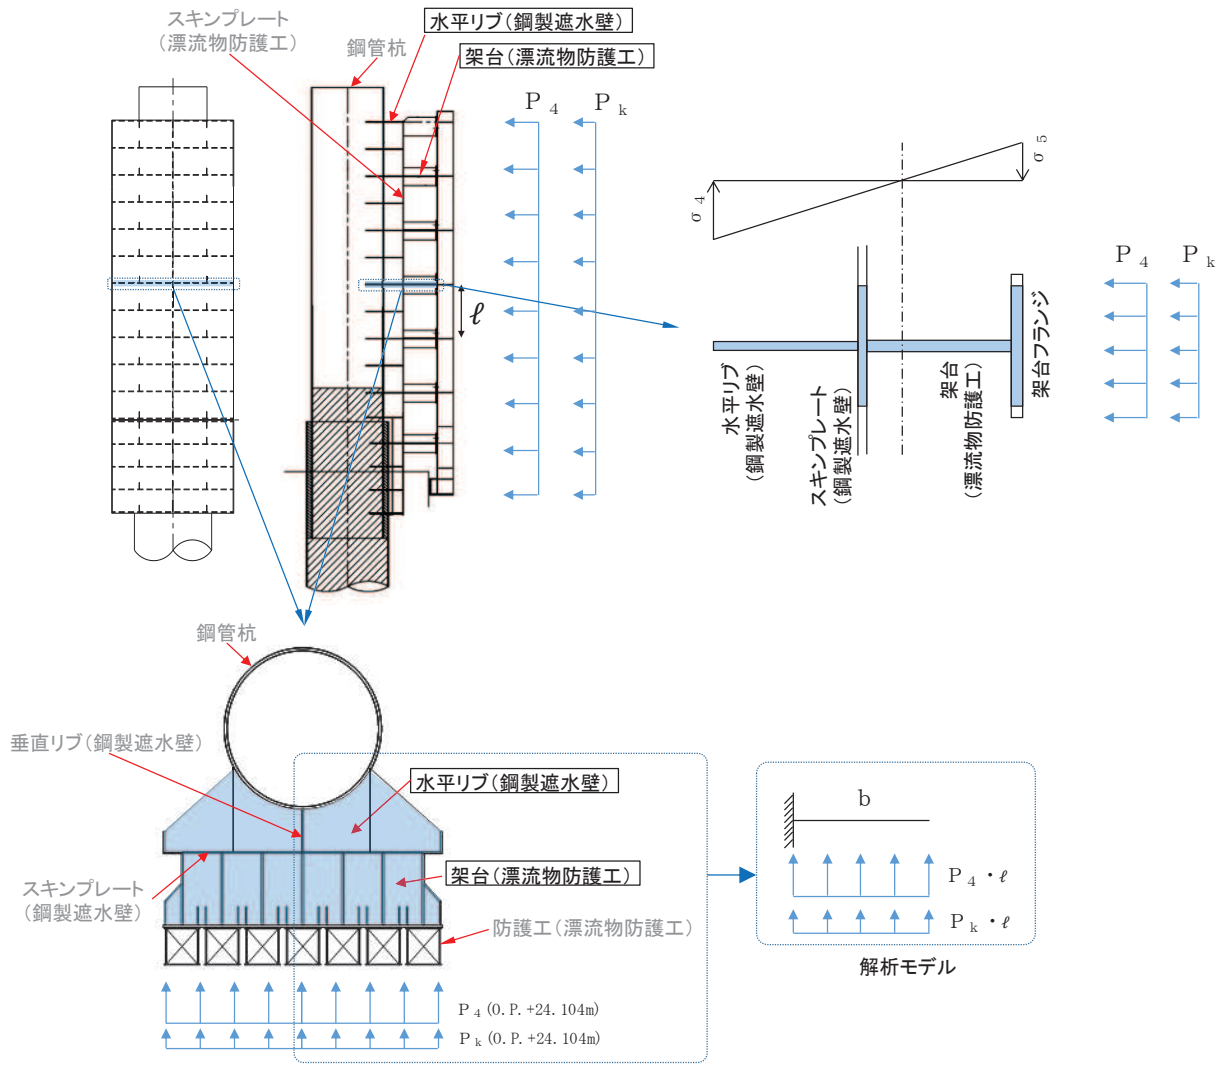 スキンプレート
（漂流物防護工）
鋼管杭
水平リブ（鋼製遮水壁）
架台（漂流物防護工）
P 4
P k
ℓ
σ 4
σ 5
P 4
P k
水平リブ
（鋼製遮水壁）
スキンプレート
（鋼製遮水壁）
架台
（漂流物防護工）
架台フランジ
鋼管杭
垂直リブ（鋼製遮水壁）
水平リブ（鋼製遮水壁）
スキンプレート
（鋼製遮水壁）
架台（漂流物防護工）
防護工（漂流物防護工）
P 4 (O.P.+24.104m)
P k (O.P.+24.104m)
b
P 4 ・ℓ
P k ・ℓ
解析モデル